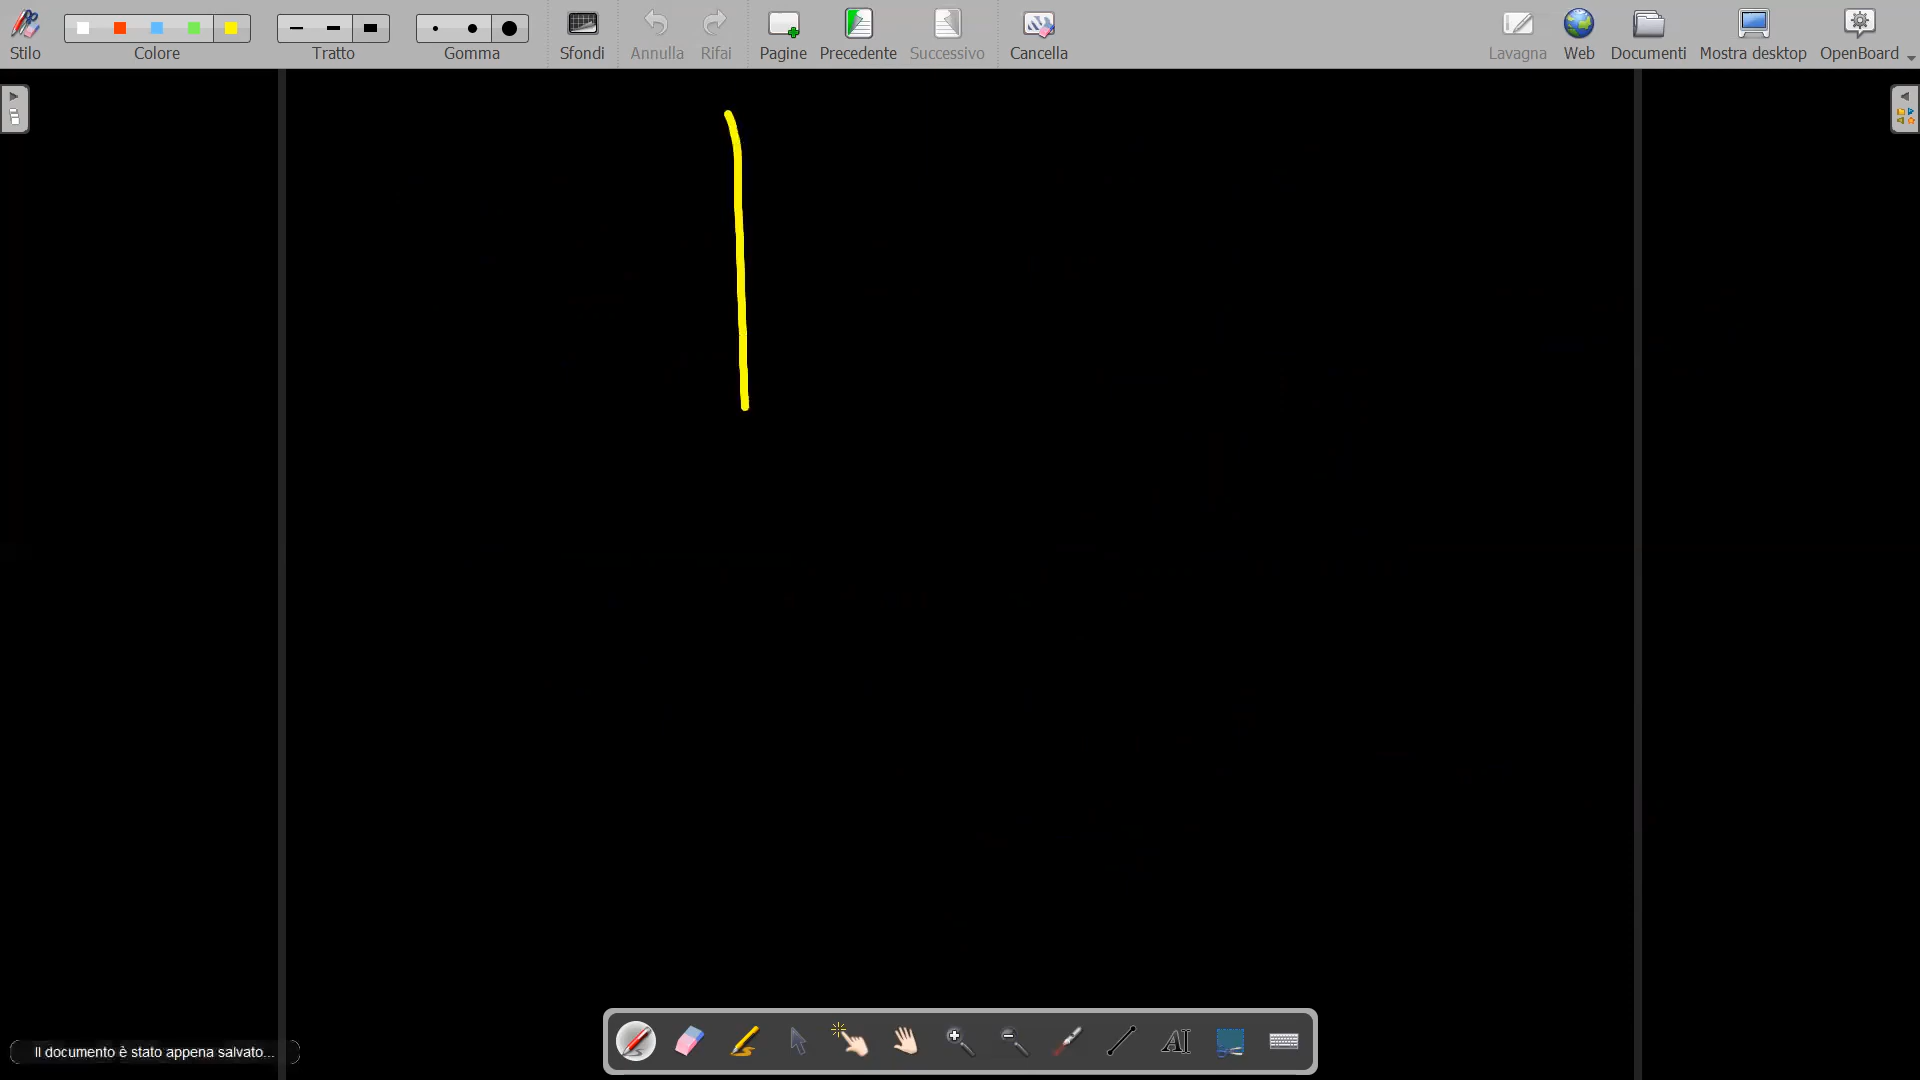 Stilo Colore Tratto Gomma Sfondi Annulla Rifai Pagine Precedente Successivo Cancella Lavagna Web Documenti Mostra desktop OpenBoard
Il documento è stato appena salvato...
AI